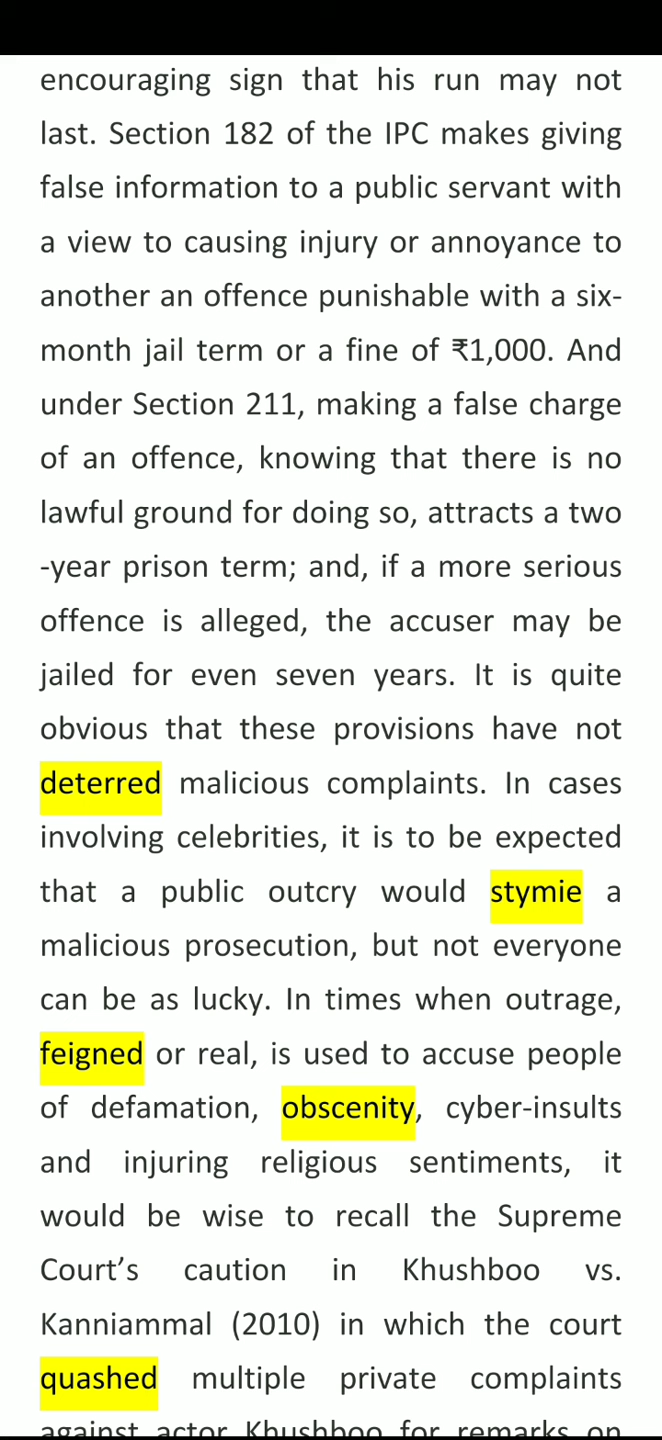 encouraging sign that his run may not
last. Section 182 of the IPC makes giving
false information to a public servant with
a view to causing injury or annoyance to
another an offence punishable with a six-
month jail term or a fine of ₹1,000. And
under Section 211, making a false charge
of an offence, knowing that there is no
lawful ground for doing so, attracts a two
-year prison term; and, if a more serious
offence is alleged, the accuser may be
jailed for even seven years. It is quite
obvious that these provisions have not
deterred malicious complaints. In cases
involving celebrities, it is to be expected
that a public outcry would stymie a
malicious prosecution, but not everyone
can be as lucky. In times when outrage,
feigned or real, is used to accuse people
of defamation, obscenity, cyber-insults
and injuring religious sentiments, it
would be wise to recall the Supreme
Court’s caution in Khushboo vs.
Kanniammal (2010) in which the court
quashed multiple private complaints
against actor Khushboo for remarks on